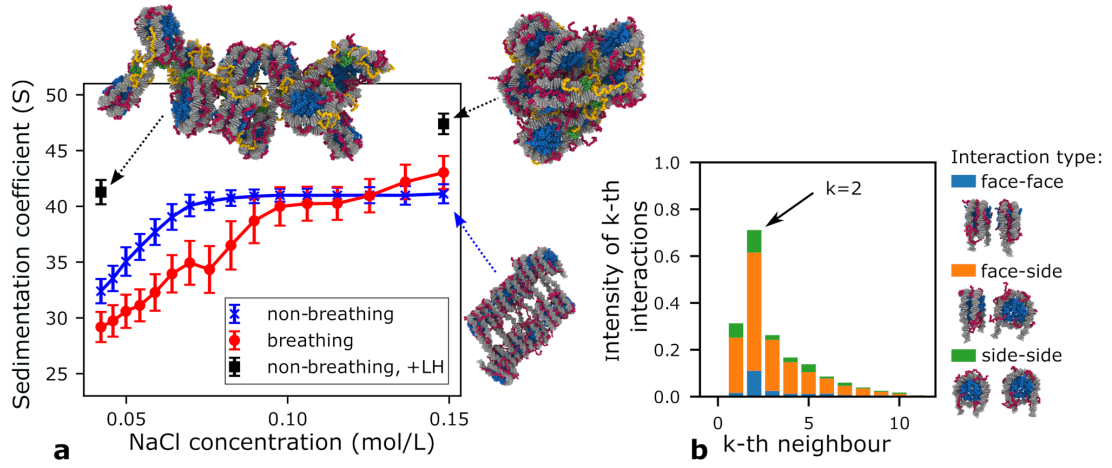 Sedimentation coefficient (S)
50
45
40
35
30
25
non-breathing
breathing
non-breathing, +LH
0.05
0.10
0.15
NaCl concentration (mol/L)
a
Intensity of k-th
interactions
1.0
0.8
0.6
0.4
0.2
0.0
k=2
0
5
10
k-th neighbour
b
Interaction type:
face-face
face-side
side-side